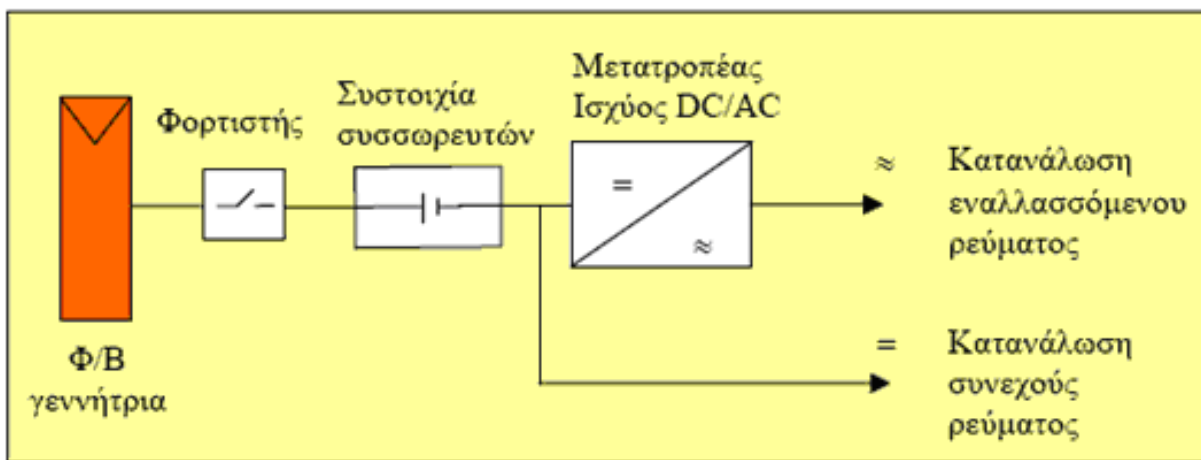 Φ/Β
γεννήτρια
Φορτιστής
Συστοιχία
συσσωρευτών
Μετατροπέας
Ισχύος DC/AC
=
≈
≈ Κατανάλωση
εναλλασσόμενου
ρεύματος
= Κατανάλωση
συνεχούς
ρεύματος